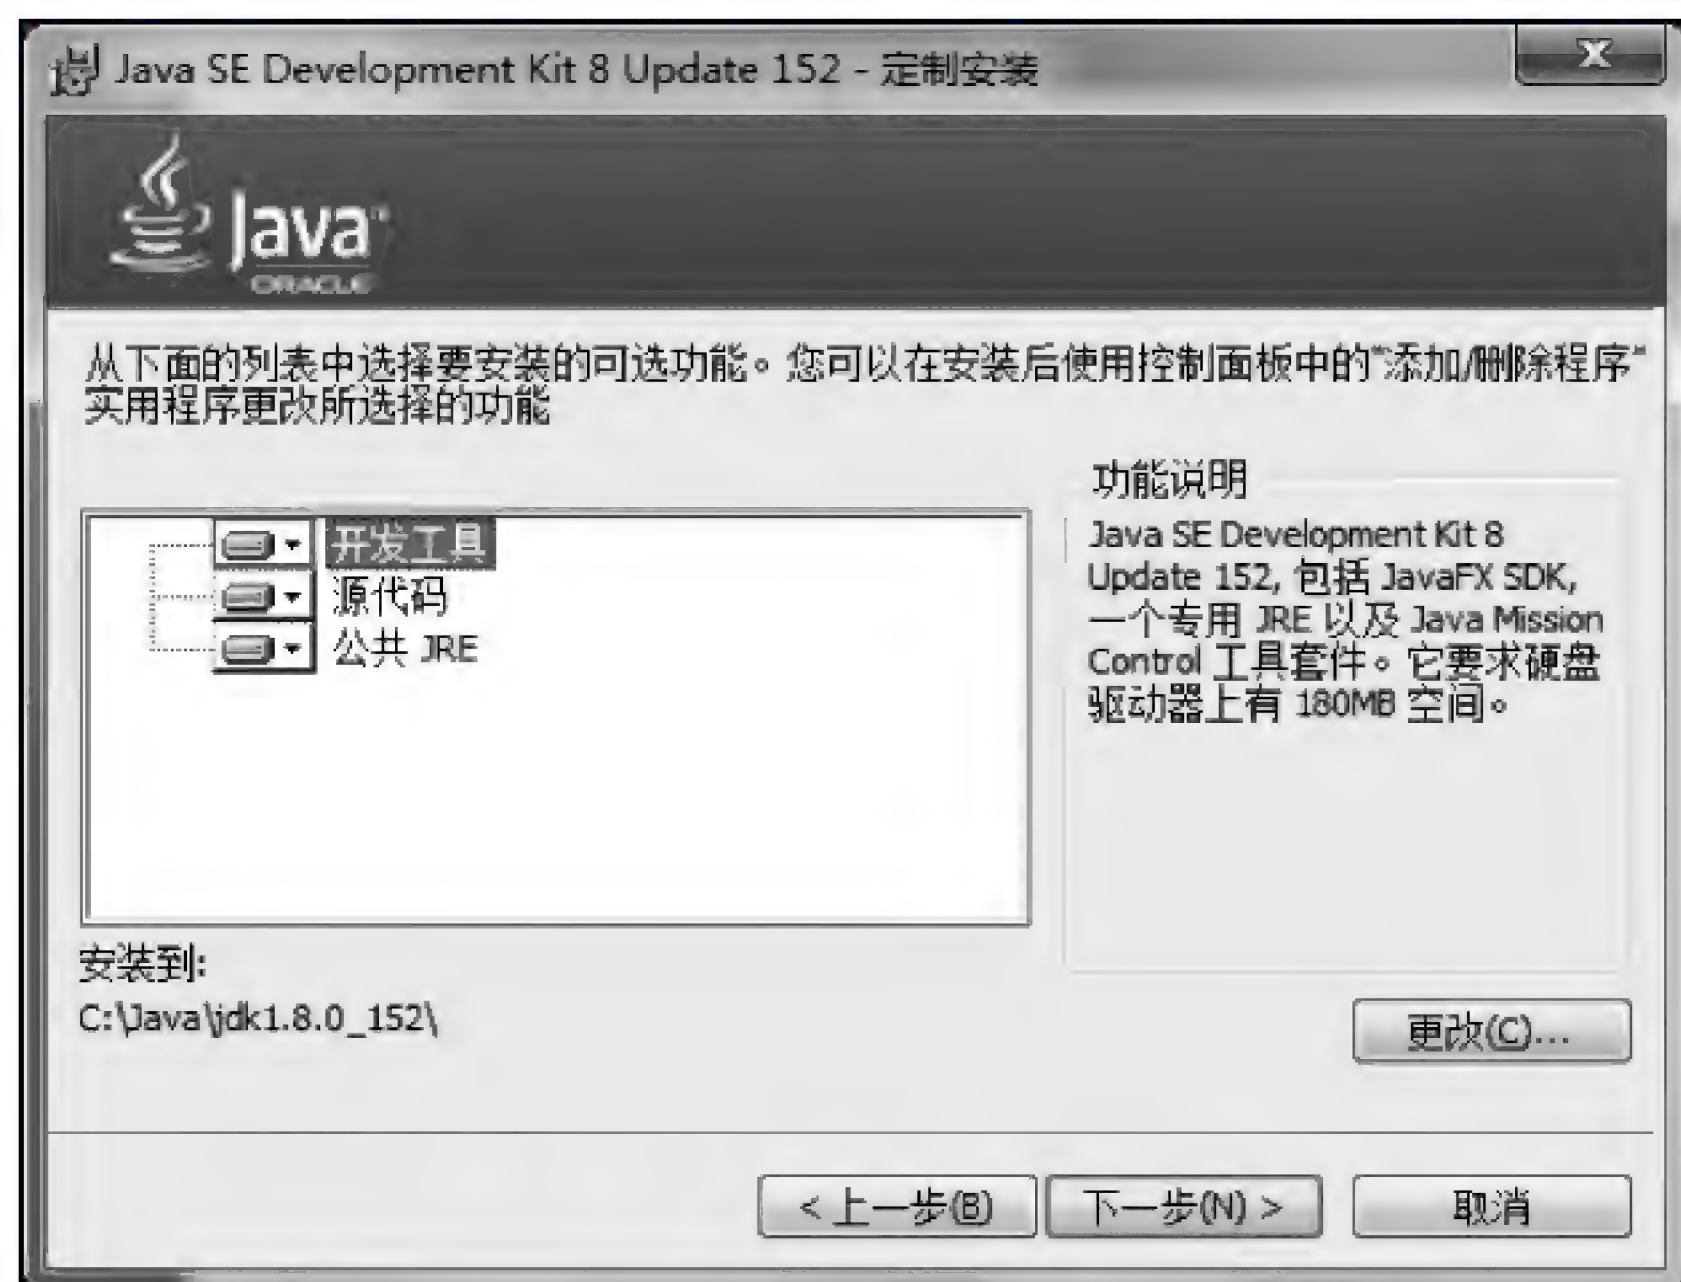 Java SE Development Kit 8 Update 152 - 定制安装
Java
ORACLE
从下面的列表中选择要安装的可选功能。您可以在安装后使用控制面板中的"添加/删除程序"
实用程序更改所选择的功能
开发工具
源代码
公共 JRE
功能说明
Java SE Development Kit 8
Update 152, 包括 JavaFX SDK,
一个专用 JRE 以及 Java Mission
Control 工具套件。它要求硬盘
驱动器上有 180MB 空间。
安装到:
C:\Java\jdk1.8.0_152\
更改(C)...
< 上一步(B)
下一步(N) >
取消